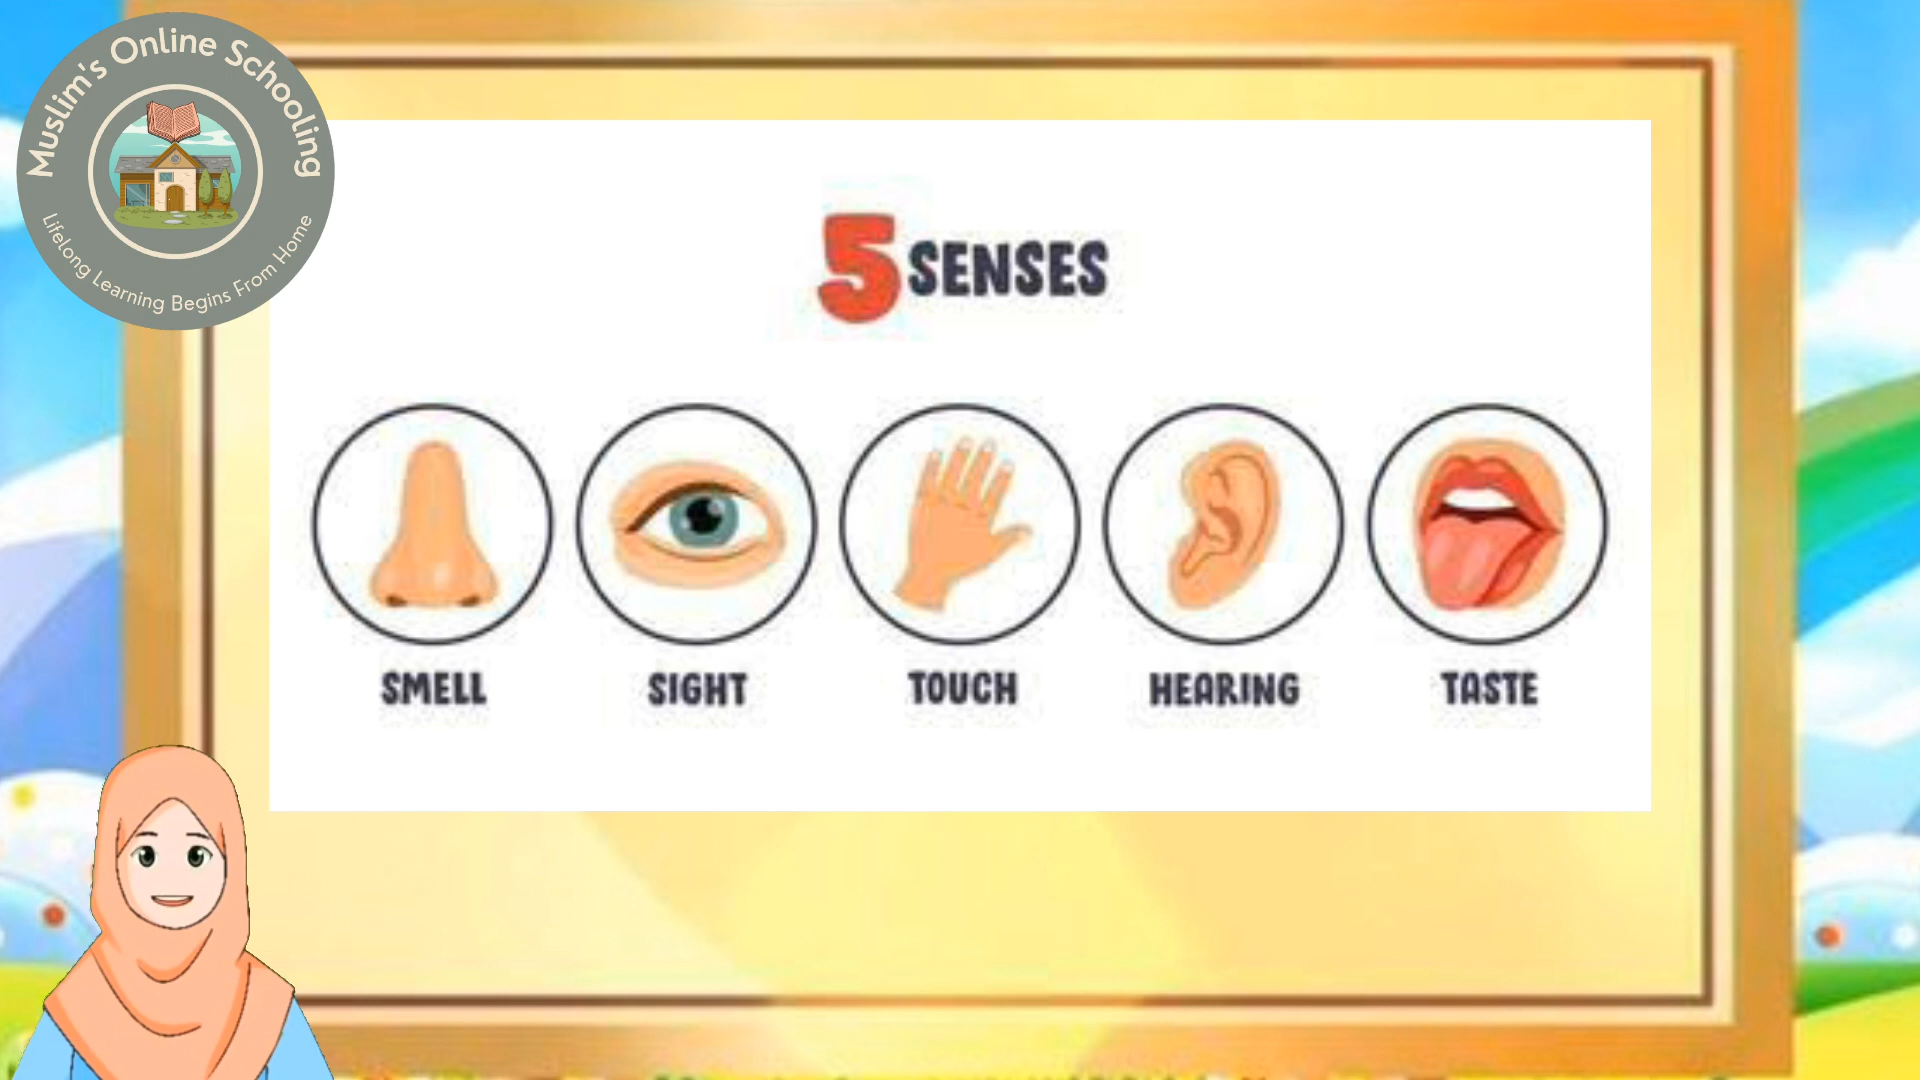 Muslim's Online Schooling
Lifelong Learning Begins From Home
5 SENSES
SMELL
SIGHT
TOUCH
HEARING
TASTE